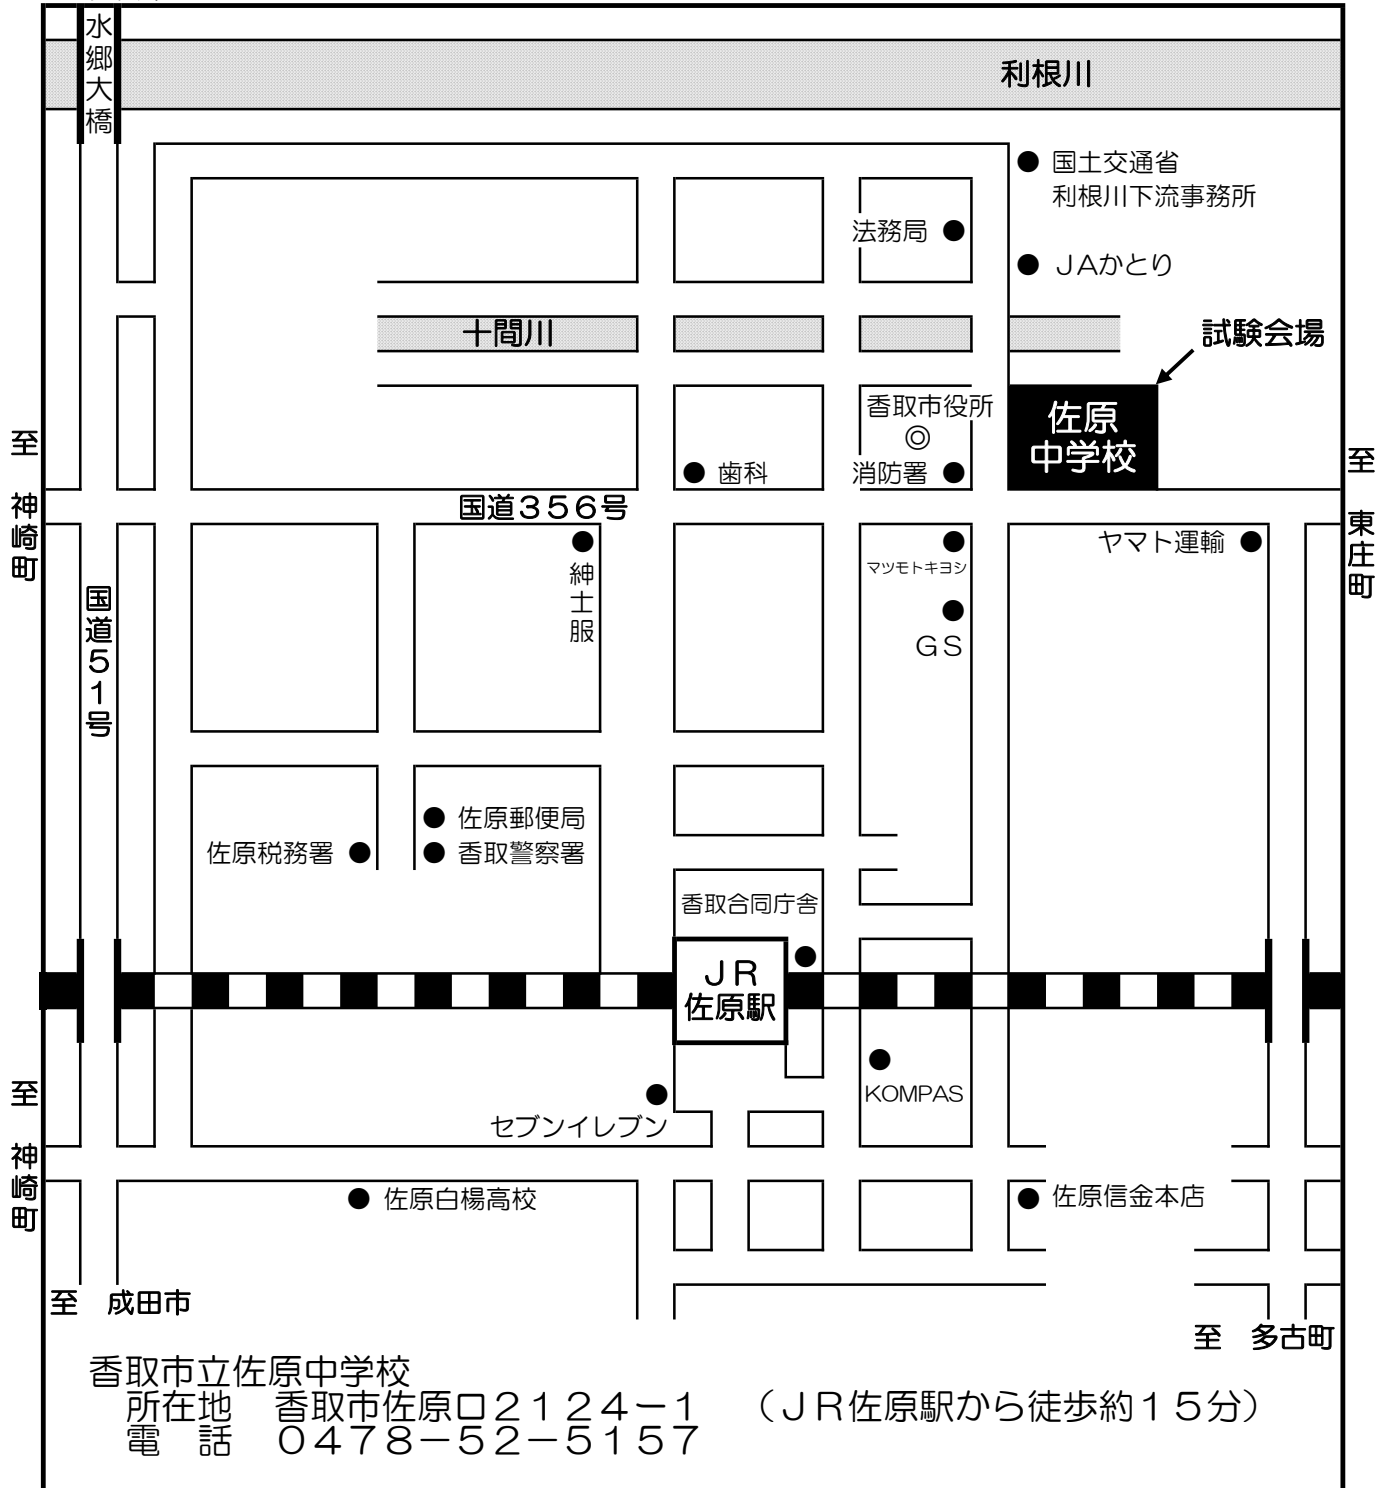 水郷大橋
利根川
国土交通省
利根川下流事務所
法務局
JAかとり
十間川
試験会場
香取市役所
佐原
中学校
歯科
消防署
至 神崎町
至 東庄町
国道356号
紳士服
マツモトキヨシ
ヤマト運輸
GS
国道51号
佐原郵便局
佐原税務署
香取警察署
香取合同庁舎
JR
佐原駅
KOMPAS
セブンイレブン
至 神崎町
佐原白楊高校
佐原信金本店
至 成田市
至 多古町
香取市立佐原中学校
所在地 香取市佐原ロ2124-1 (JR佐原駅から徒歩約15分)
電 話 0478-52-5157